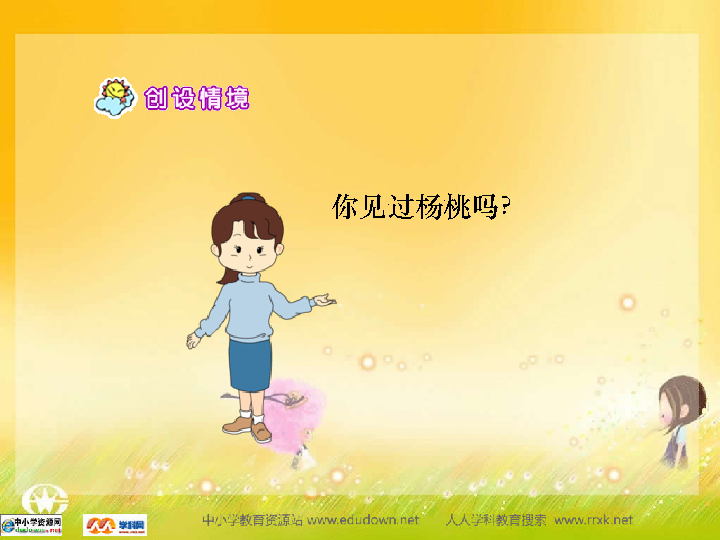 创设情境
你见过杨桃吗?
中小学资源网
学科网
中小学教育资源站 www.edudown.net 人人学科教育搜索 www.rrxk.net